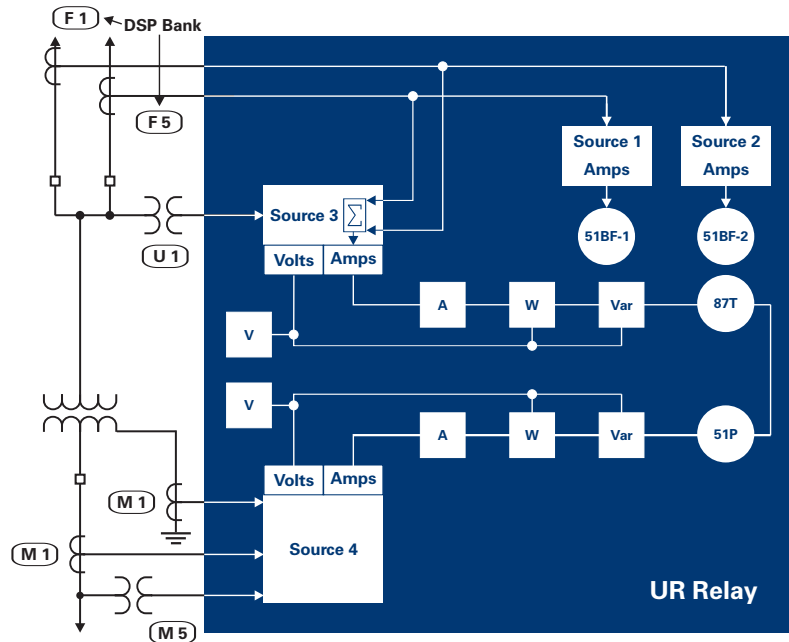 F 1
DSP Bank
F 5
Source 1
Amps
Source 2
Amps
Source 3
Σ
51BF-1
51BF-2
U 1
Volts
Amps
A
W
Var
87T
V
V
A
W
Var
51P
Volts
Amps
M 1
Source 4
M 1
UR Relay
M 5